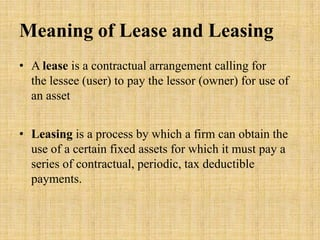 Meaning of Lease and Leasing
• A lease is a contractual arrangement calling for
the lessee (user) to pay the lessor (owner) for use of
an asset
• Leasing is a process by which a firm can obtain the
use of a certain fixed assets for which it must pay a
series of contractual, periodic, tax deductible
payments.